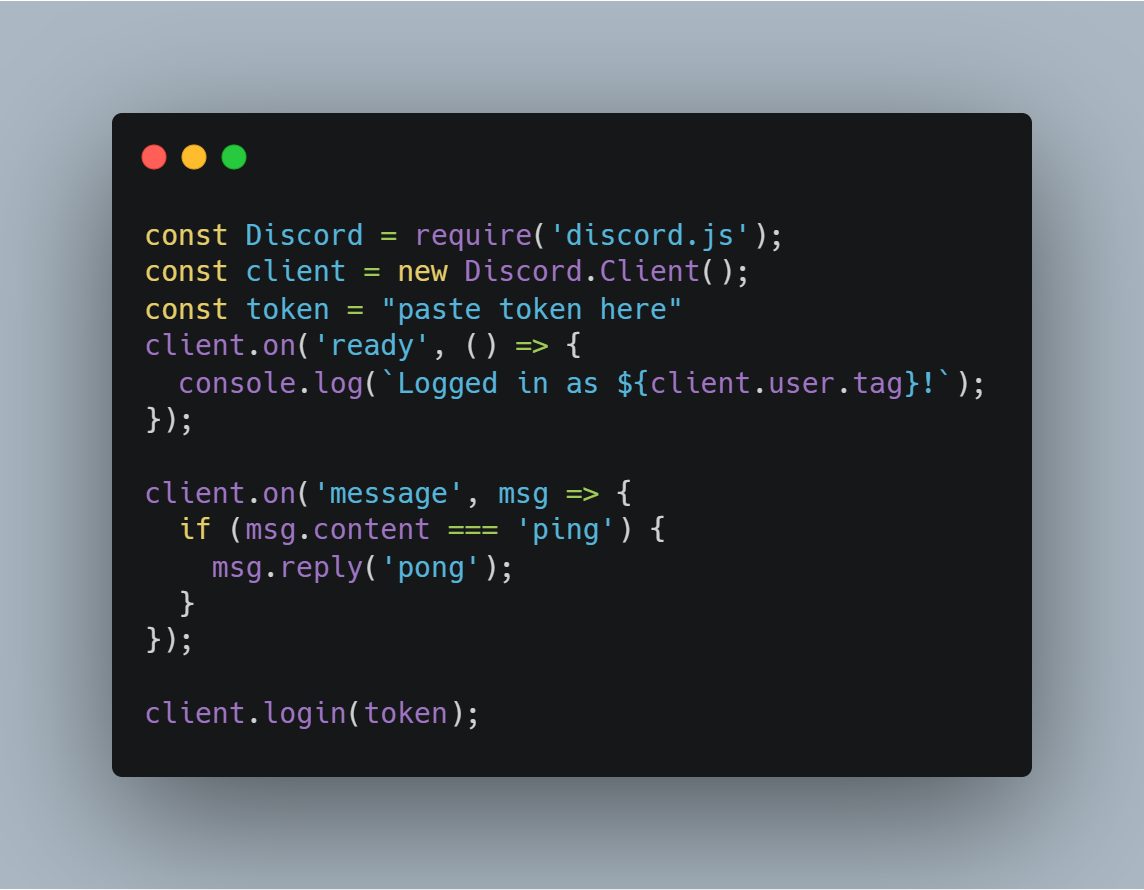 const Discord = require('discord.js');
const client = new Discord.Client();
const token = "paste token here"
client.on('ready', () => {
  console.log(`Logged in as ${client.user.tag}!`);
});

client.on('message', msg => {
  if (msg.content === 'ping') {
    msg.reply('pong');
  }
});

client.login(token);